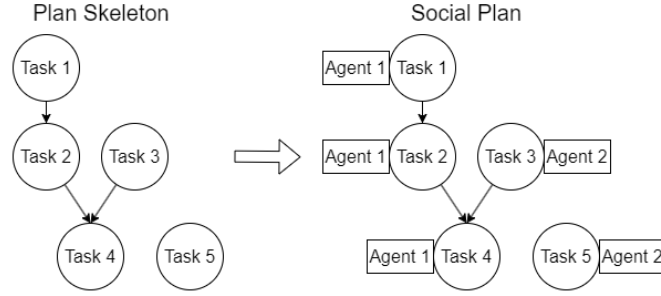 Plan Skeleton
Task 1
Task 2
Task 3
Task 4
Task 5
Social Plan
Agent 1
Task 1
Agent 1
Task 2
Task 3
Agent 2
Agent 1
Task 4
Task 5
Agent 2